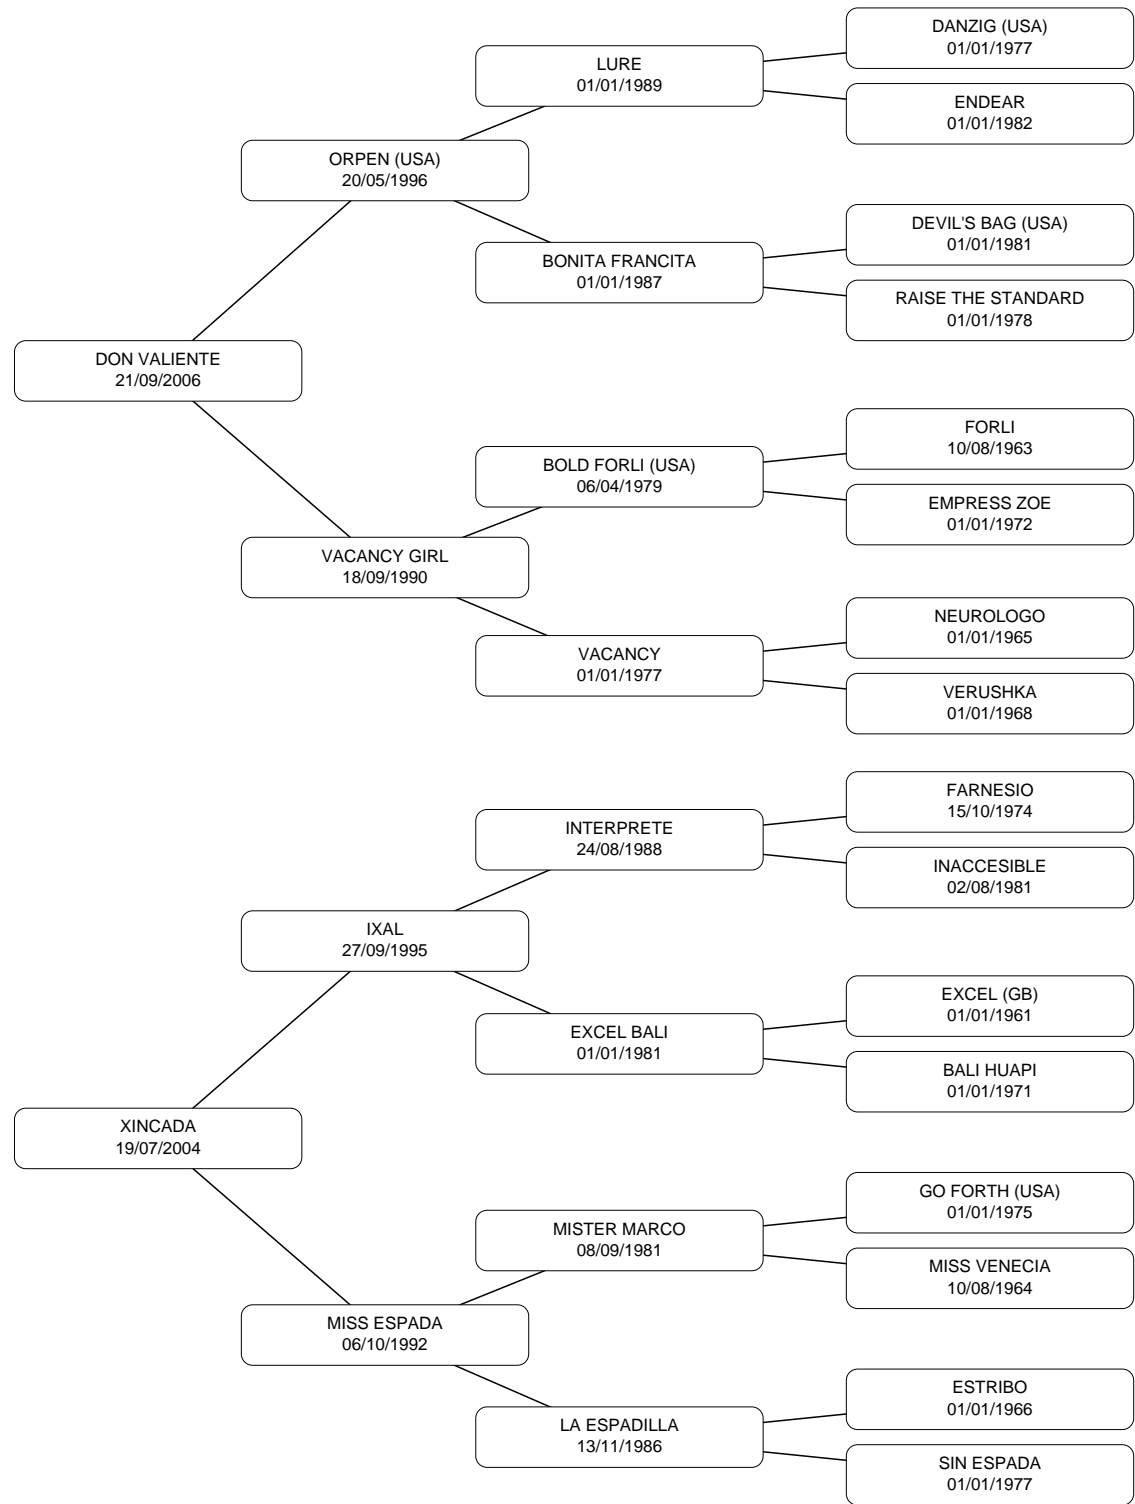 DANZIG (USA)
01/01/1977
LURE
01/01/1989
ENDEAR
01/01/1982
ORPEN (USA)
20/05/1996
DEVIL'S BAG (USA)
01/01/1981
BONITA FRANCITA
01/01/1987
RAISE THE STANDARD
01/01/1978
DON VALIENTE
21/09/2006
FORLI
10/08/1963
BOLD FORLI (USA)
06/04/1979
EMPRESS ZOE
01/01/1972
VACANCY GIRL
18/09/1990
NEUROLOGO
01/01/1965
VACANCY
01/01/1977
VERUSHKA
01/01/1968
FARNESIO
15/10/1974
INTERPRETE
24/08/1988
INACCESIBLE
02/08/1981
IXAL
27/09/1995
EXCEL (GB)
01/01/1961
EXCEL BALI
01/01/1981
BALI HUAPI
01/01/1971
XINCADA
19/07/2004
GO FORTH (USA)
01/01/1975
MISTER MARCO
08/09/1981
MISS VENECIA
10/08/1964
MISS ESPADA
06/10/1992
ESTRIBO
01/01/1966
LA ESPADILLA
13/11/1986
SIN ESPADA
01/01/1977